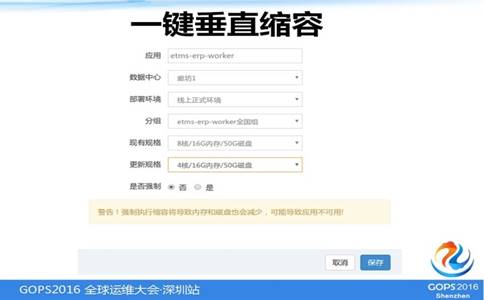 一键垂直缩容
应用 etms-erp-worker
数据中心 廊坊1
部署环境 线上正式环境
分组 etms-erp-worker全国组
现有规格 8核/16G内存/50G磁盘
更新规格 4核/16G内存/50G磁盘
是否强制 否 是
警告！强制执行缩容将导致内存和磁盘也会减少，可能导致应用不可用!
取消 保存
GOPS2016 全球运维大会·深圳站
GOPS2016
Shenzhen